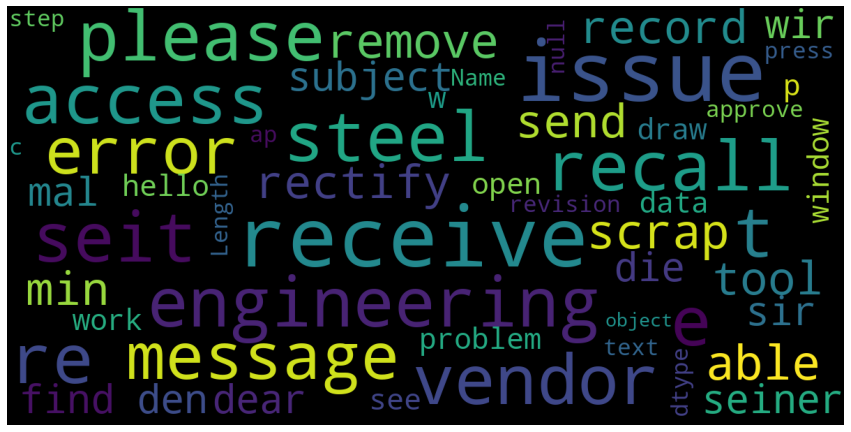 step
please
remove
record
wir
null
issue
press
access
subject
Name
w
p
approve
send
draw
window
error
ap
steel
recall
c
mal
hello
rectify
open
revision
data
Length
seit
receive
scrap
t
die
tool
min
engineering
sir
work
object
e
problem
text
re
message
vendor
able
dtype
find
den
dear
see
seiner